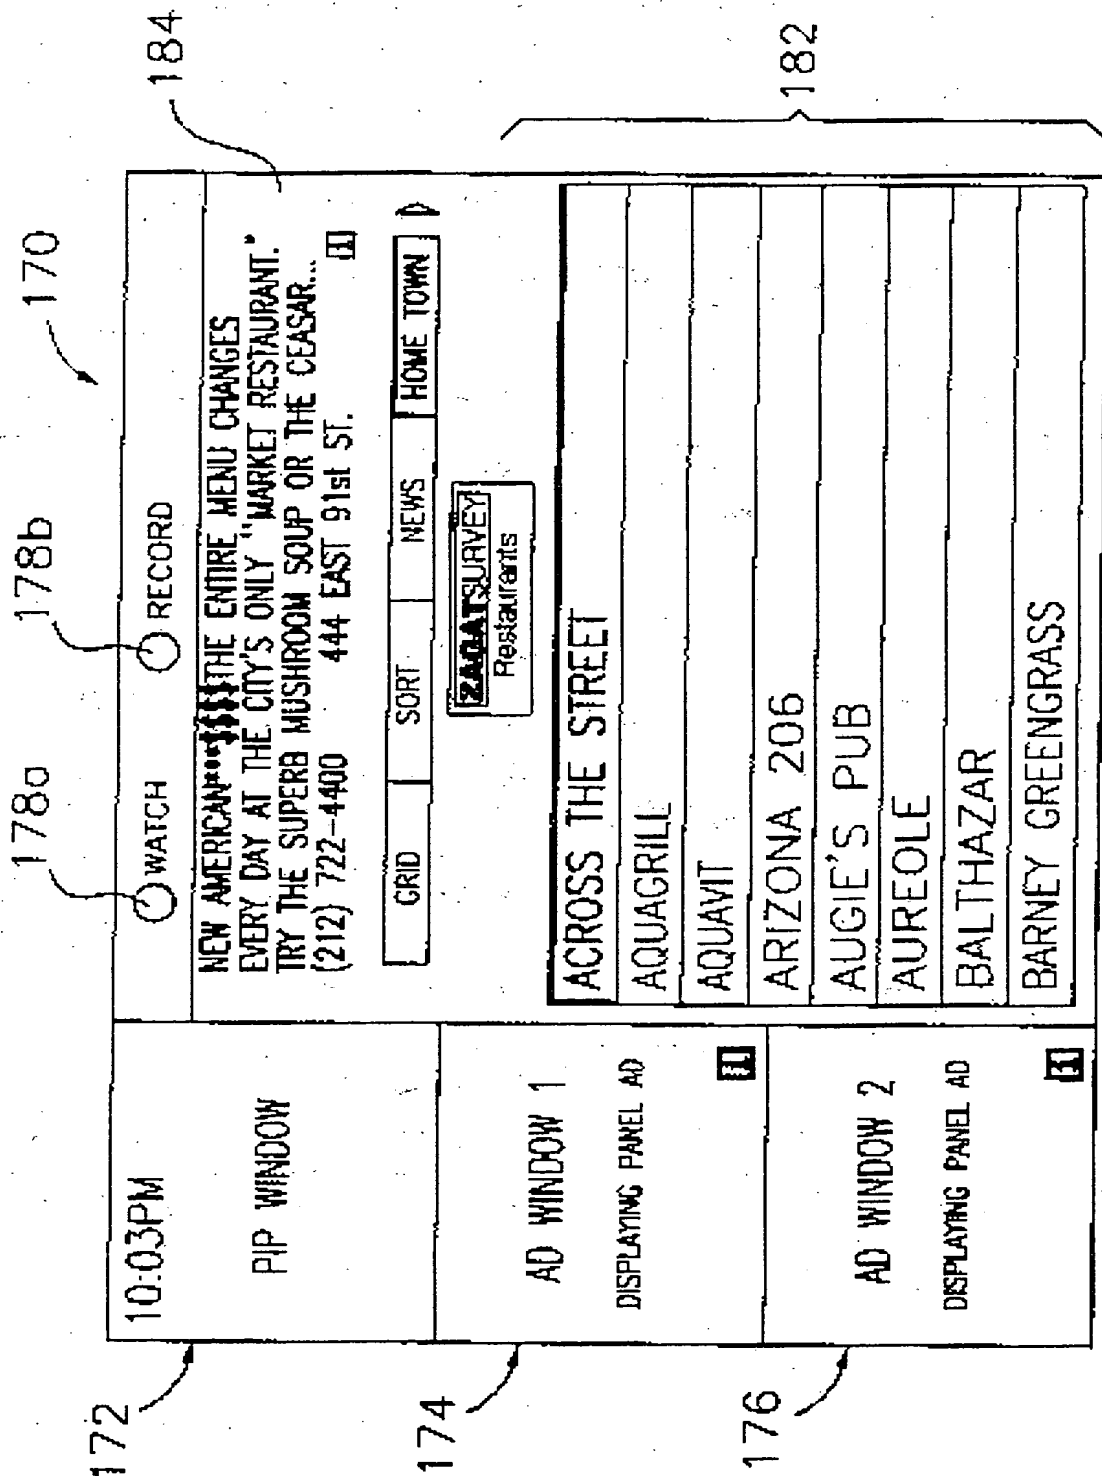 170
178a
178b
184
172
174
176
182
10:03PM
PIP WINDOW
AD WINDOW 1
DISPLAYING PANEL AD
i
AD WINDOW 2
DISPLAYING PANEL AD
i
WATCH
RECORD
NEW AMERICAN***$$$$THE ENTIRE MENU CHANGES
EVERY DAY AT THE CITY'S ONLY "MARKET RESTAURANT."
TRY THE SUPERB MUSHROOM SOUP OR THE CEASAR...
(212) 722-4400 444 EAST 91st ST.
i
GRID SORT NEWS HOME TOWN
ZAGATSURVEY
Restaurants
ACROSS THE STREET
AQUAGRILL
AQUAVIT
ARIZONA 206
AUGIE'S PUB
AUREOLE
BALTHAZAR
BARNEY GREENGRASS